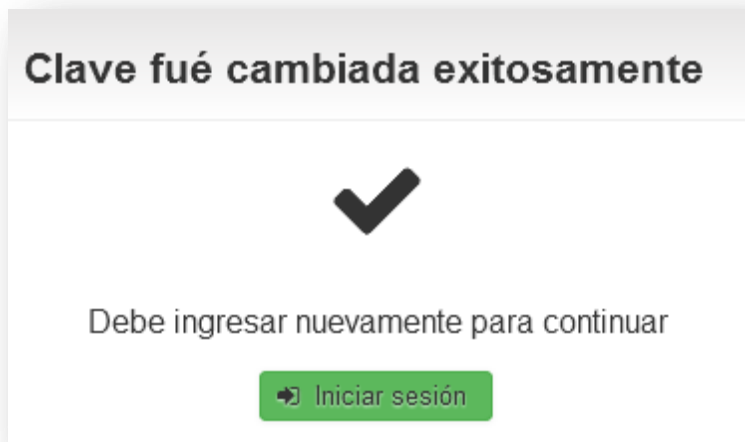 Clave fué cambiada exitosamente
Debe ingresar nuevamente para continuar
Iniciar sesión